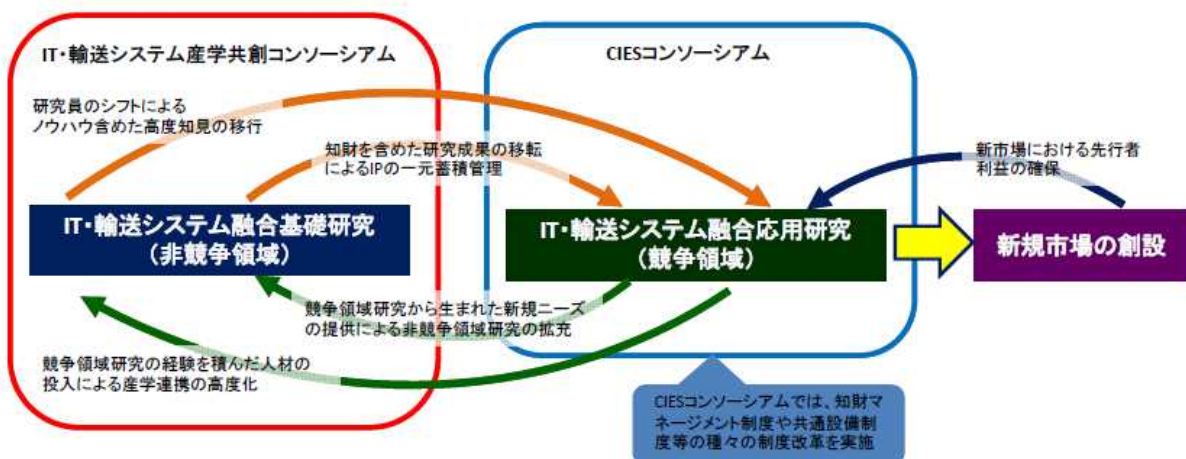 IT・輸送システム産学共創コンソーシアム
CIESコンソーシアム
研究員のシフトによる
ノウハウ含めた高度知見の移行
知財を含めた研究成果の移転
によるIPの一元蓄積管理
新市場における先行者
利益の確保
IT・輸送システム融合基礎研究
（非競争領域）
IT・輸送システム融合応用研究
（競争領域）
新規市場の創設
競争領域研究から生まれた新規ニーズ
の提供による非競争領域研究の拡充
競争領域研究の経験を積んだ人材の
投入による産学連携の高度化
CIESコンソーシアムでは、知財マ
ネージメント制度や共通設備制
度等の種々の制度改革を実施